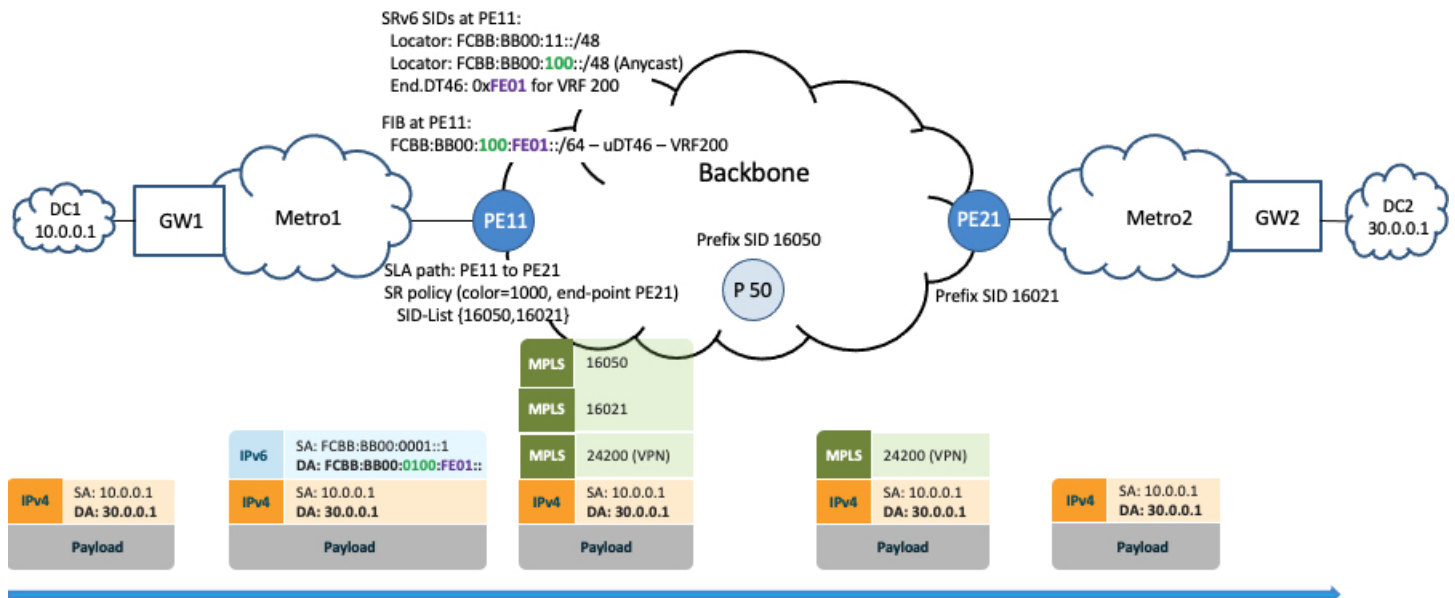 SRv6 SIDs at PE11:
Locator: FCBB:BB00:11::/48
Locator: FCBB:BB00:100::/48 (Anycast)
End.DT46: 0xFE01 for VRF 200
FIB at PE11:
FCBB:BB00:100:FE01::/64 – uDT46 – VRF200
Backbone
DC1
10.0.0.1
GW1
Metro1
PE11
PE21
Metro2
GW2
DC2
30.0.0.1
Prefix SID 16050
P 50
Prefix SID 16021
SLA path: PE11 to PE21
SR policy (color=1000, end-point PE21)
SID-List {16050,16021}
IPv4
SA: 10.0.0.1
DA: 30.0.0.1
Payload
IPv6
SA: FCBB:BB00:0001::1
DA: FCBB:BB00:0100:FE01::
IPv4
SA: 10.0.0.1
DA: 30.0.0.1
Payload
MPLS 16050
MPLS 16021
MPLS 24200 (VPN)
IPv4
SA: 10.0.0.1
DA: 30.0.0.1
Payload
MPLS 24200 (VPN)
IPv4
SA: 10.0.0.1
DA: 30.0.0.1
Payload
IPv4
SA: 10.0.0.1
DA: 30.0.0.1
Payload